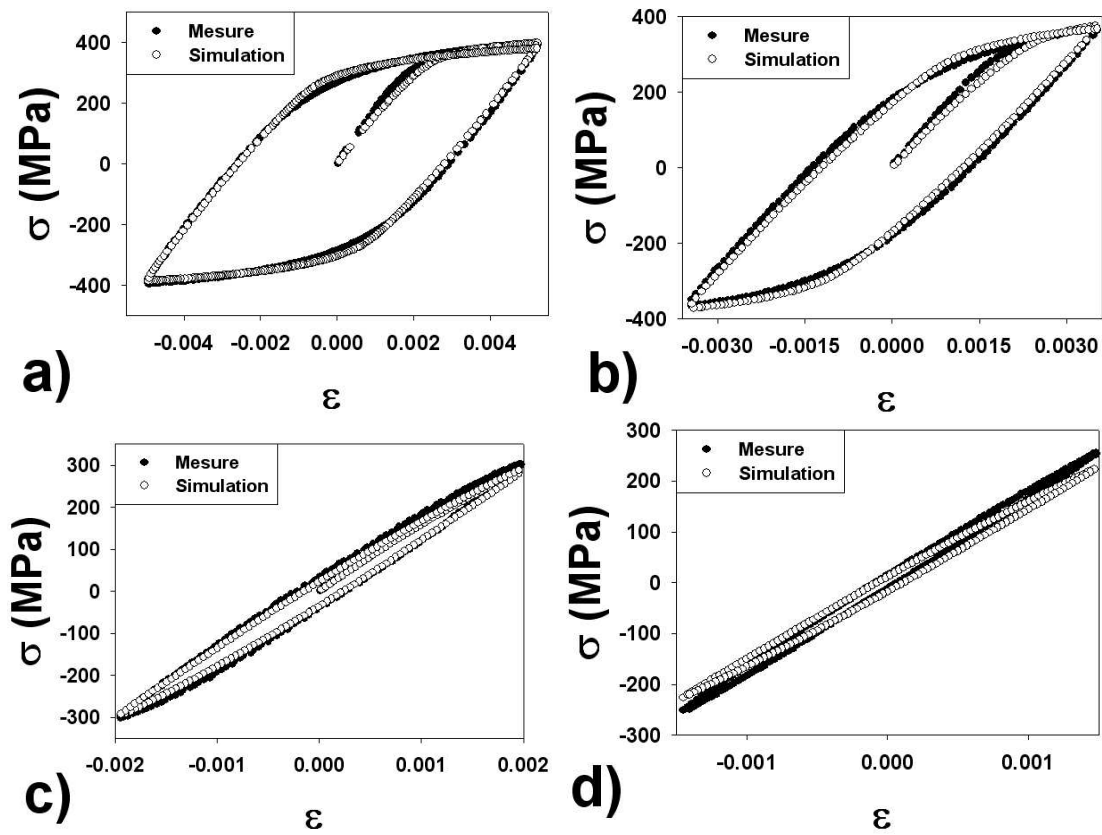 Mesure
Simulation
400
200
0
-200
-400
σ (MPa)
-0.004 -0.002 0.000 0.002 0.004
a)
ε
Mesure
Simulation
400
200
0
-200
-400
σ (MPa)
-0.0030 -0.0015 0.0000 0.0015 0.0030
b)
ε
Mesure
Simulation
300
200
100
0
-100
-200
-300
σ (MPa)
-0.002 -0.001 0.000 0.001 0.002
c)
ε
Mesure
Simulation
300
200
100
0
-100
-200
-300
σ (MPa)
-0.001 0.000 0.001
d)
ε